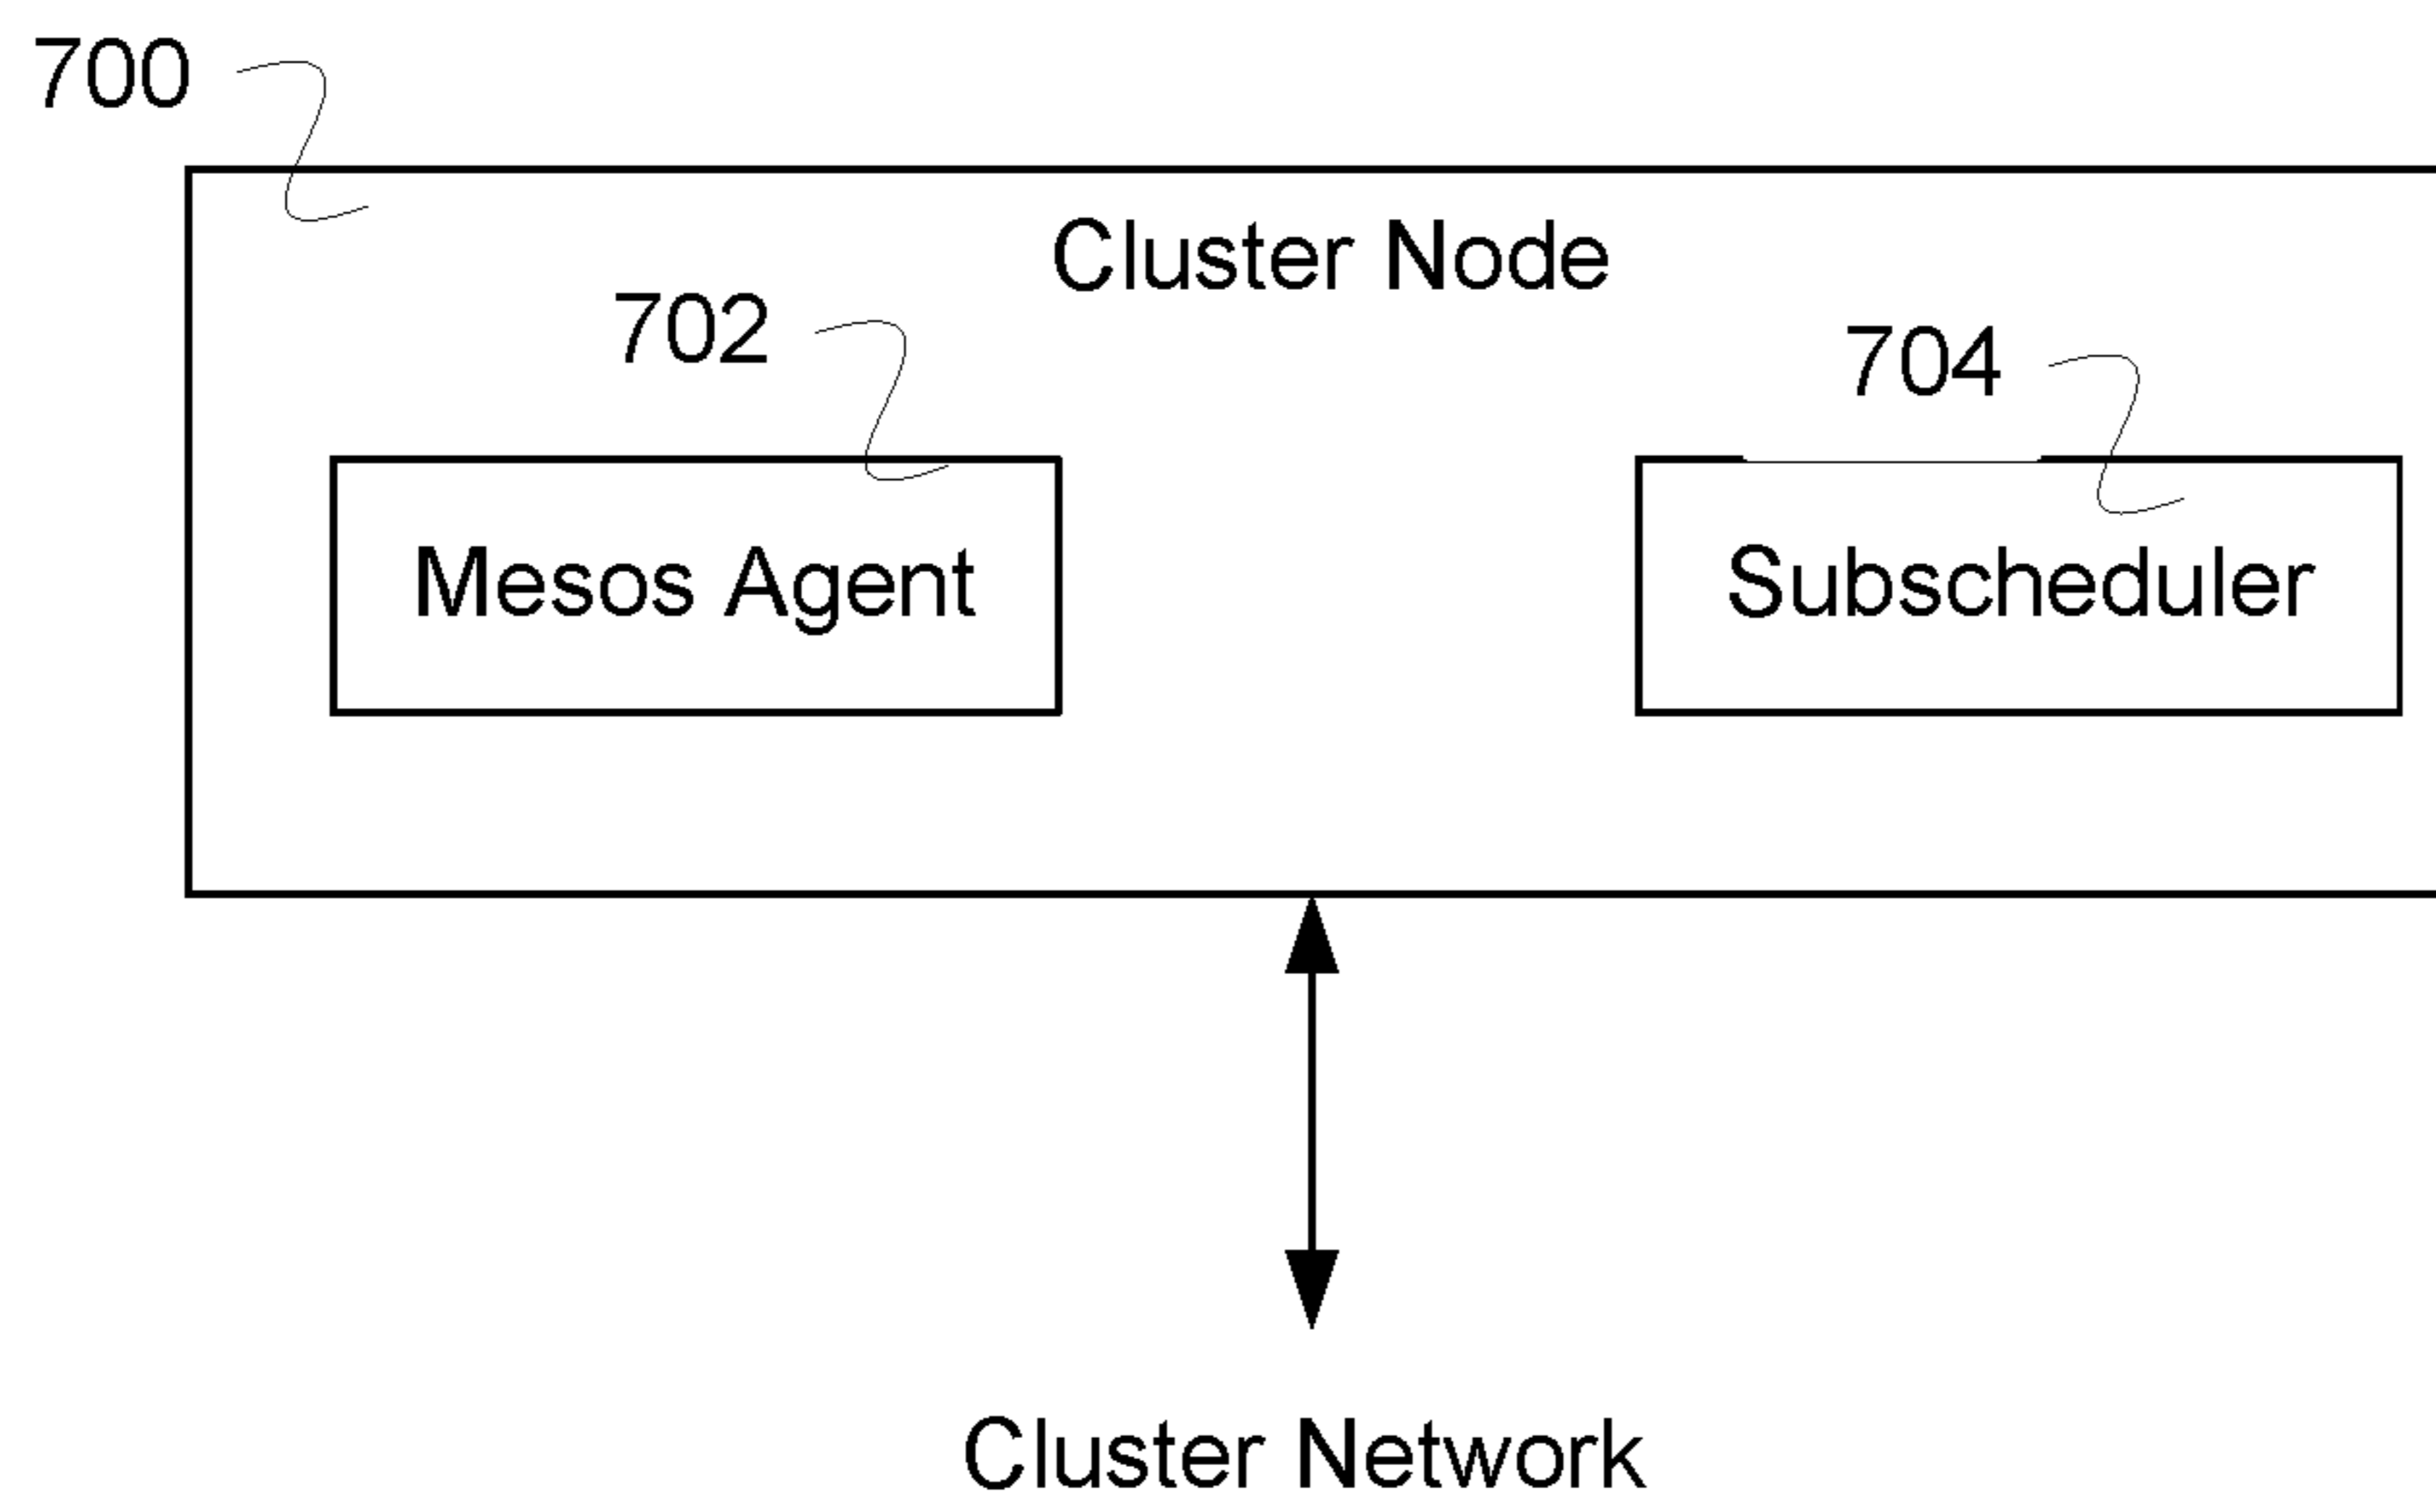 700
Cluster Node
702
704
Mesos Agent
Subscheduler
Cluster Network